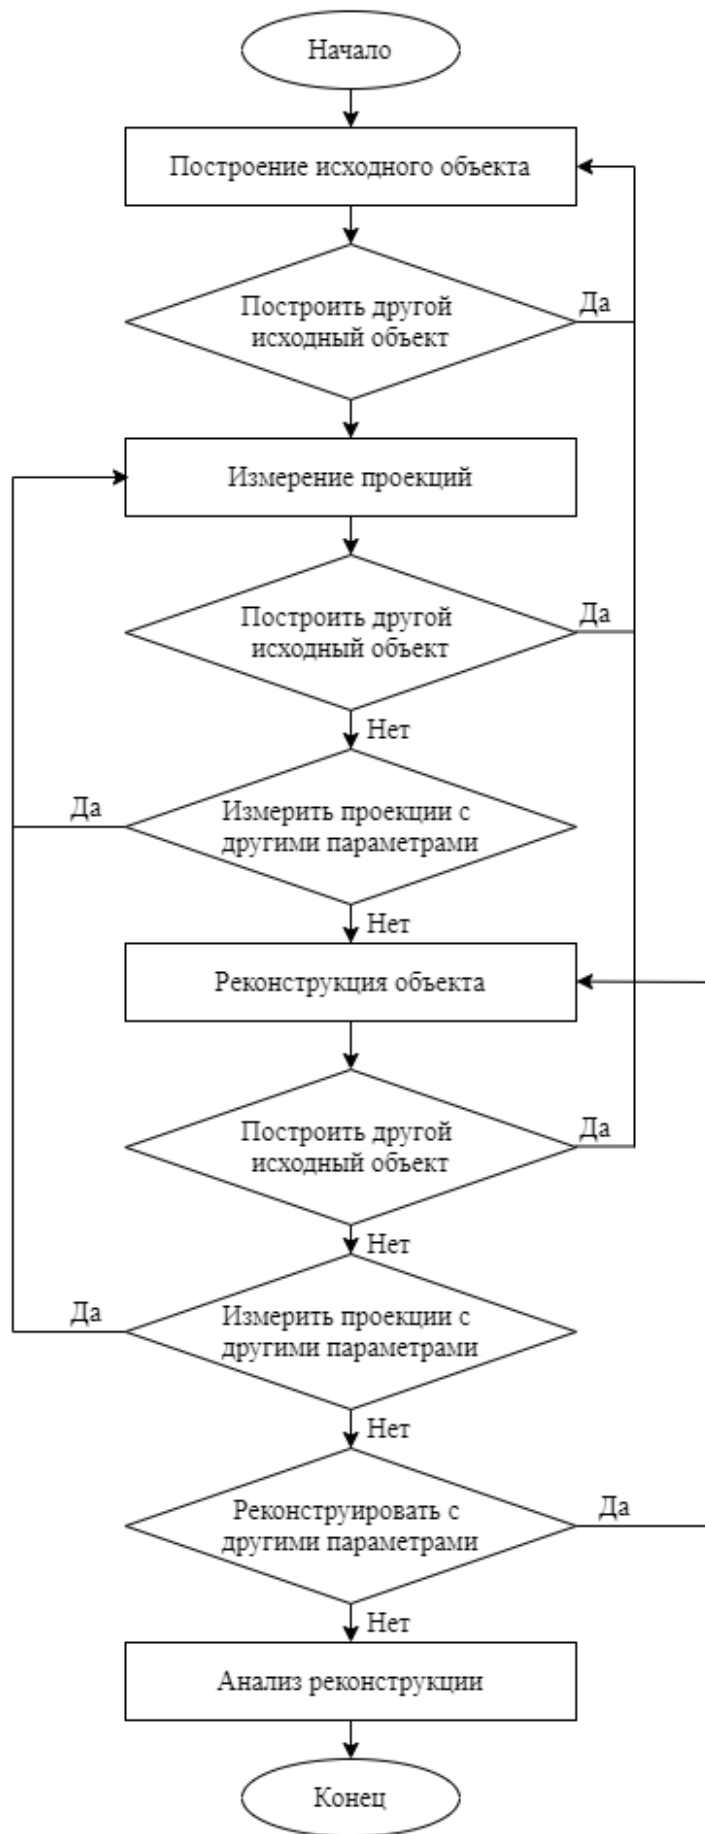 Начало
Построение исходного объекта
Построить другой
исходный объект
Да
Измерение проекций
Построить другой
исходный объект
Да
Нет
Измерить проекции с
другими параметрами
Да
Нет
Реконструкция объекта
Построить другой
исходный объект
Да
Нет
Измерить проекции с
другими параметрами
Да
Нет
Реконструировать с
другими параметрами
Да
Нет
Анализ реконструкции
Конец